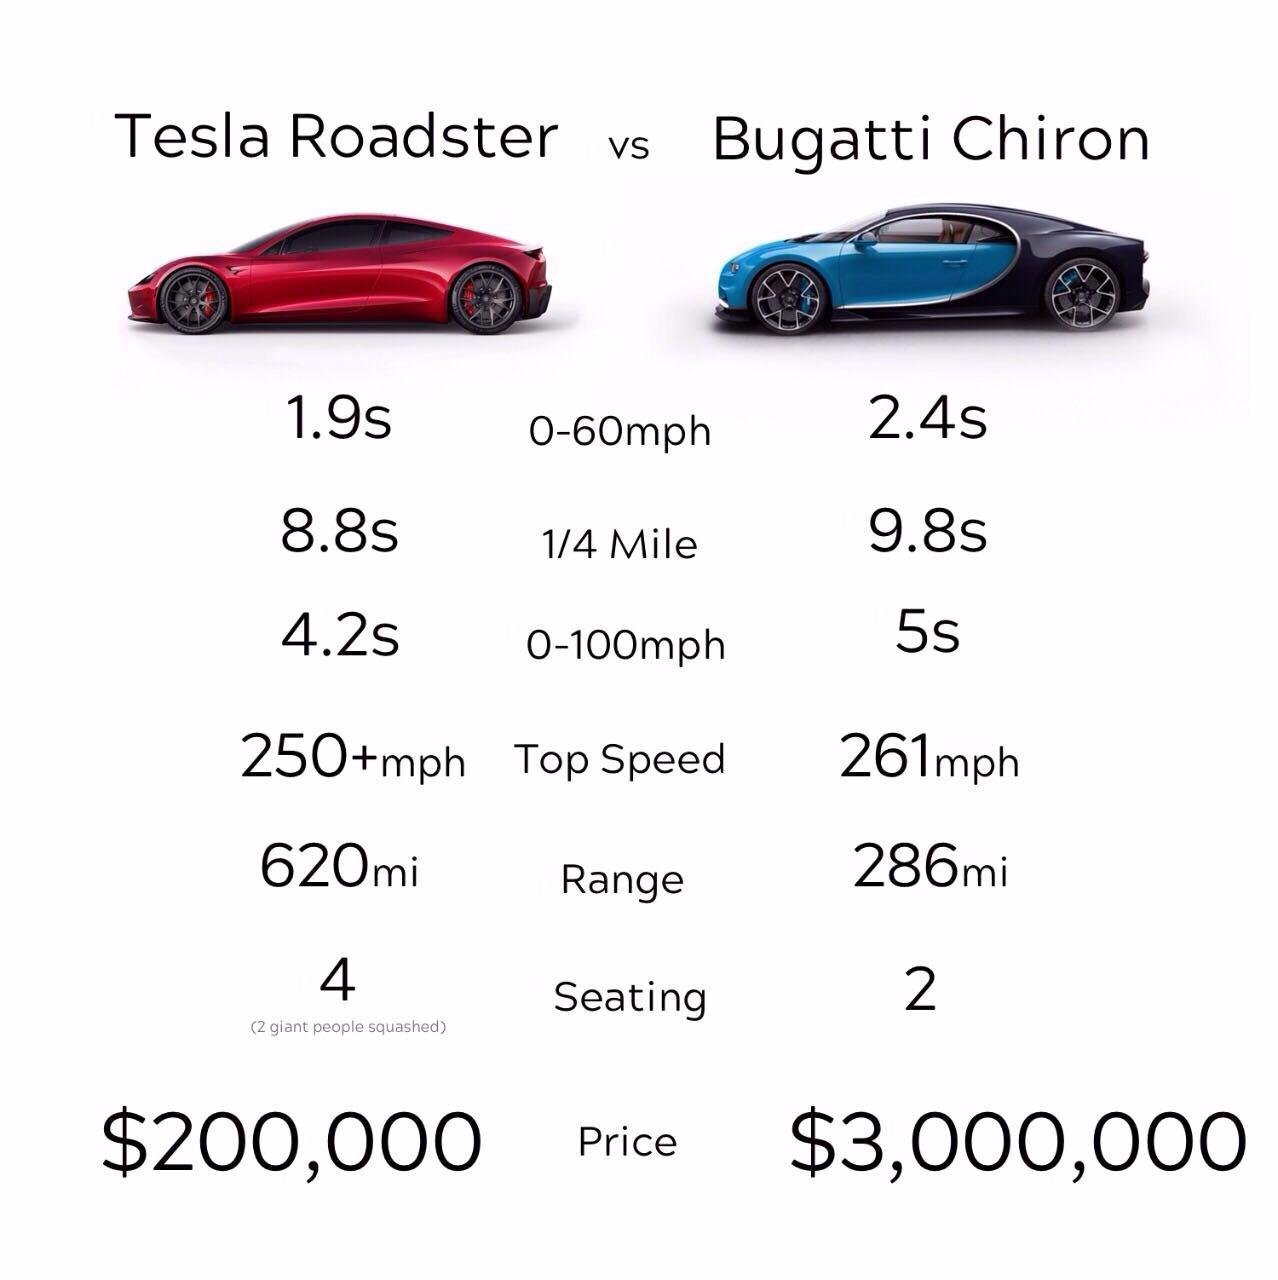 Tesla Roadster vs Bugatti Chiron
1.9s 0-60mph 2.4s
8.8s 1/4 Mile 9.8s
4.2s 0-100mph 5s
250+mph Top Speed 261mph
620mi Range 286mi
4 Seating 2
(2 giant people squashed)
$200,000 Price $3,000,000